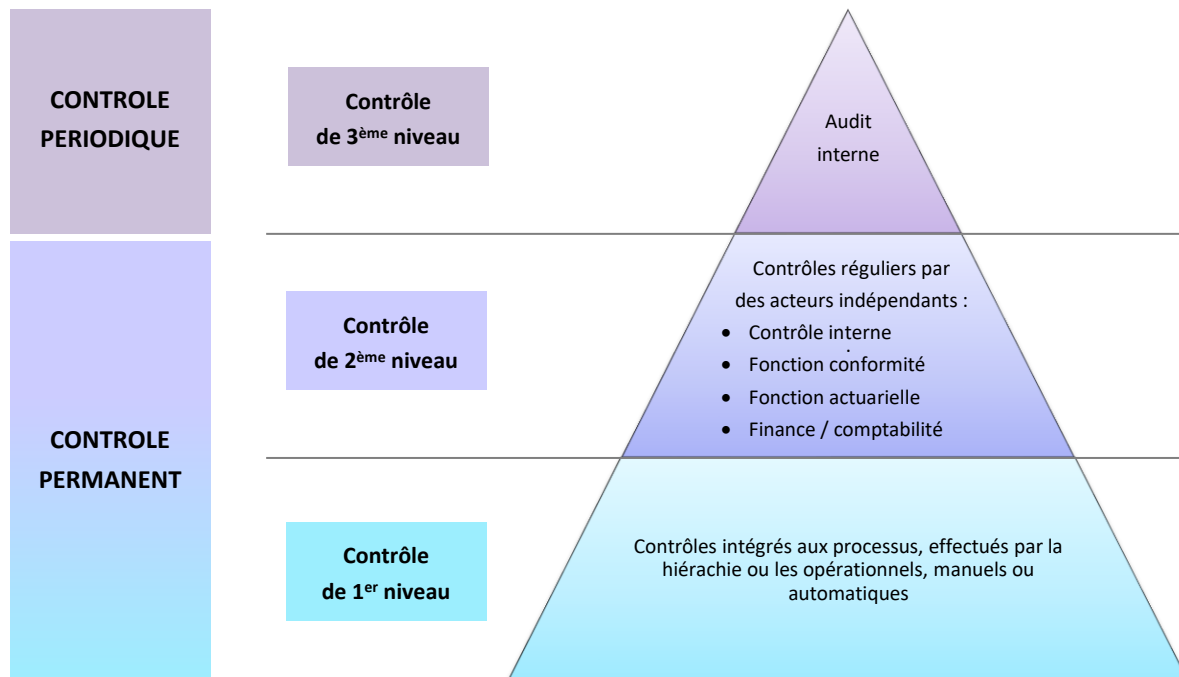 CONTROLE
PERIODIQUE
Contrôle
de 3ème niveau
Audit
interne
CONTROLE
PERMANENT
Contrôle
de 2ème niveau
Contrôles réguliers par
des acteurs indépendants :
• Contrôle interne
.
• Fonction conformité
• Fonction actuarielle
• Finance / comptabilité
Contrôle
de 1er niveau
Contrôles intégrés aux processus, effectués par la
hiérachie ou les opérationnels, manuels ou
automatiques